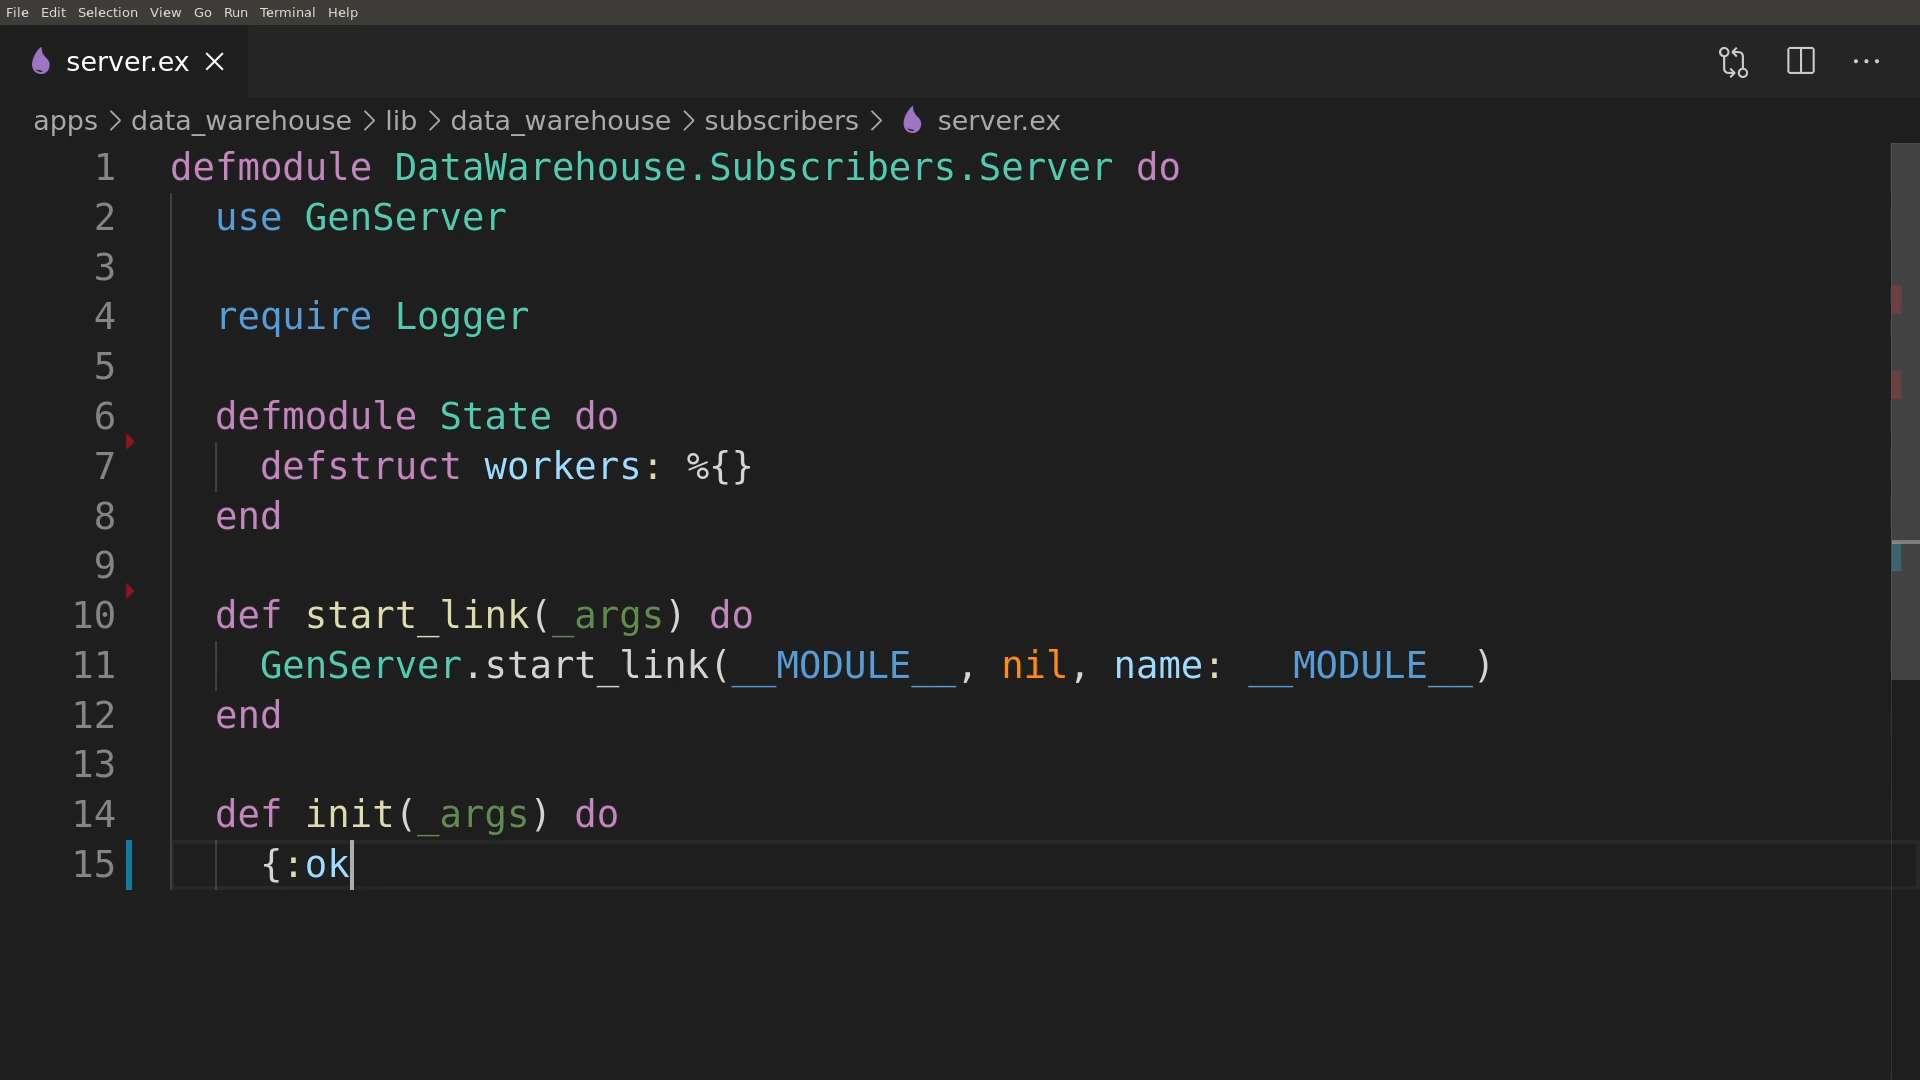 File Edit Selection View Go Run Terminal Help
server.ex
apps > data_warehouse > lib > data_warehouse > subscribers > server.ex
1 defmodule DataWarehouse.Subscribers.Server do
2   use GenServer
3
4   require Logger
5
6   defmodule State do
7     defstruct workers: %{}
8   end
9
10   def start_link(_args) do
11     GenServer.start_link(__MODULE__, nil, name: __MODULE__)
12   end
13
14   def init(_args) do
15     {:ok